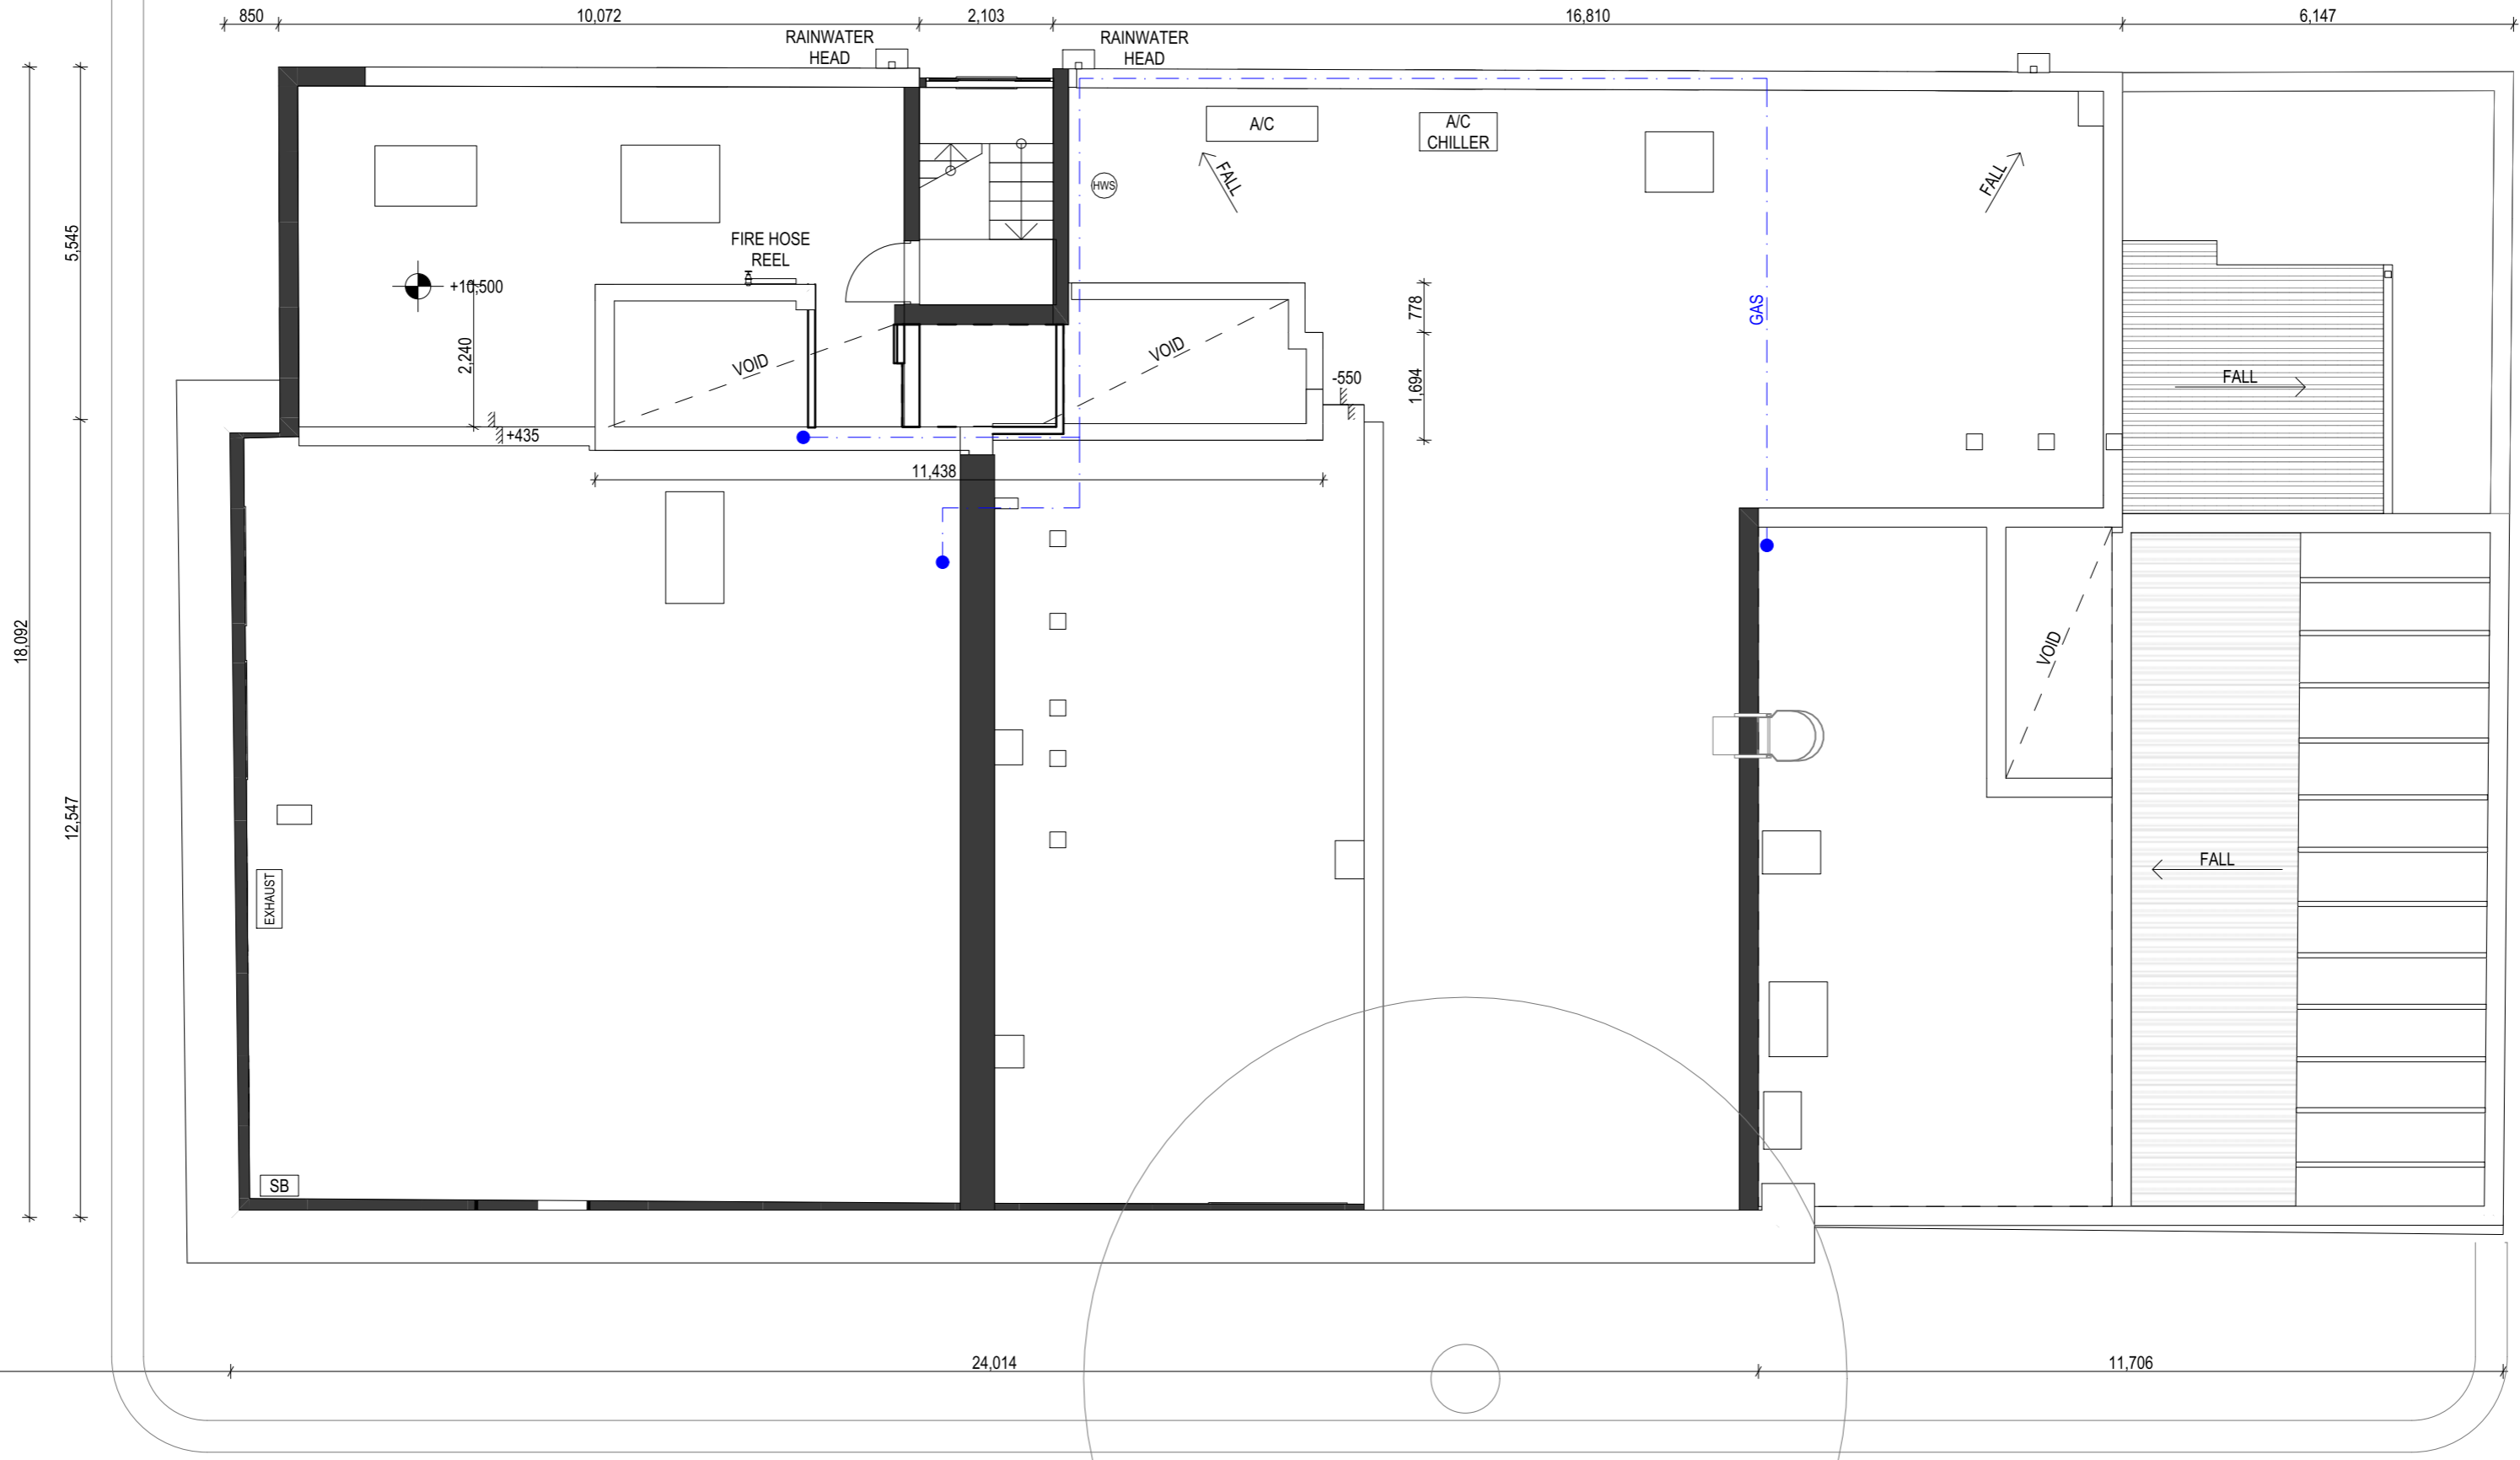 850
10,072
2,103
16,810
6,147
RAINWATER
HEAD
RAINWATER
HEAD
A/C
A/C
CHILLER
FALL
FALL
HWS
5,545
FIRE HOSE
REEL
+10,500
GAS
778
2,240
VOID
VOID
1,694
-550
FALL
+435
11,438
18,092
VOID
12,547
EXHAUST
FALL
SB
24,014
11,706